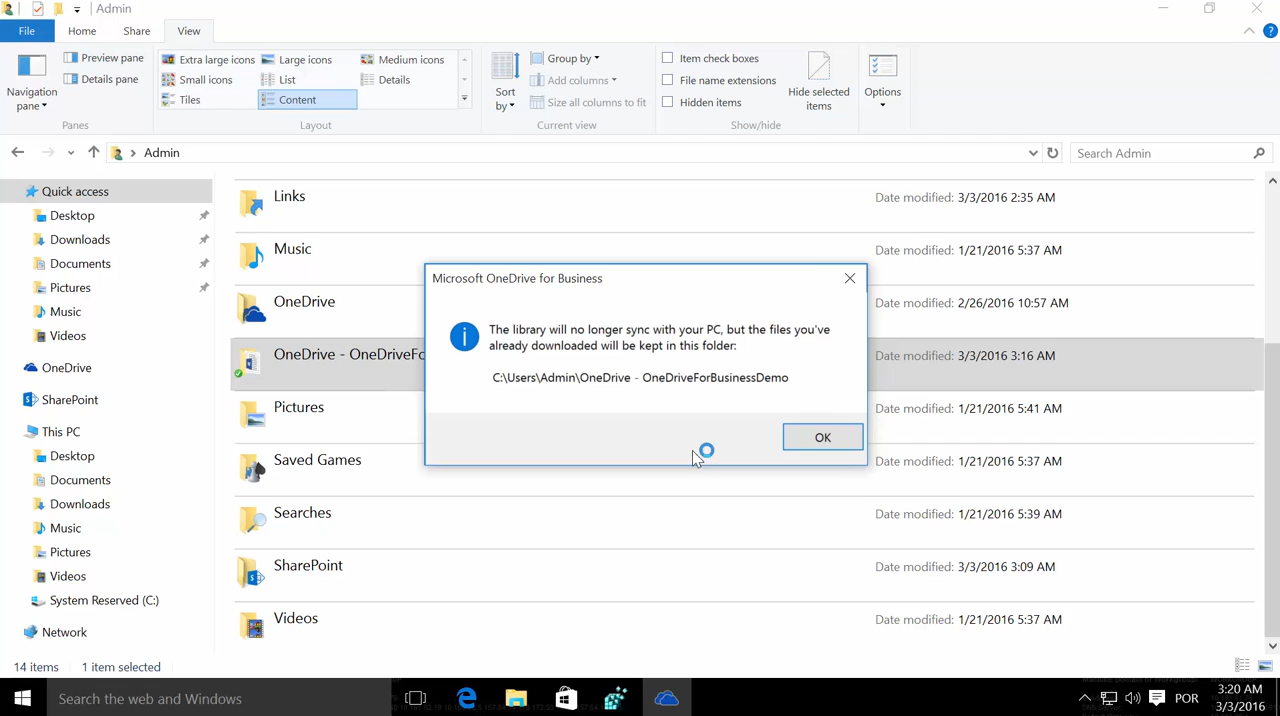 Admin
File
Home
Share
View
Navigation
pane
Preview pane
Details pane
Panes
Extra large icons
Large icons
Medium icons
Small icons
List
Details
Tiles
Content
Layout
Sort
by
Group by
Add columns
Size all columns to fit
Current view
Item check boxes
File name extensions
Hidden items
Hide selected
items
Show/hide
Options
Admin
Search Admin
Quick access
Desktop
Downloads
Documents
Pictures
Music
Videos
OneDrive
SharePoint
This PC
Desktop
Documents
Downloads
Music
Pictures
Videos
System Reserved (C:)
Network
Links
Date modified: 3/3/2016 2:35 AM
Music
Date modified: 1/21/2016 5:37 AM
OneDrive
Date modified: 2/26/2016 10:57 AM
OneDrive - OneDriveFo
Date modified: 3/3/2016 3:16 AM
Pictures
Date modified: 1/21/2016 5:41 AM
Saved Games
Date modified: 1/21/2016 5:37 AM
Searches
Date modified: 1/21/2016 5:39 AM
SharePoint
Date modified: 3/3/2016 3:09 AM
Videos
Date modified: 1/21/2016 5:37 AM
Microsoft OneDrive for Business
The library will no longer sync with your PC, but the files you've
already downloaded will be kept in this folder:
C:\Users\Admin\OneDrive - OneDriveForBusinessDemo
OK
14 items
1 item selected
Search the web and Windows
POR
3:20 AM
3/3/2016